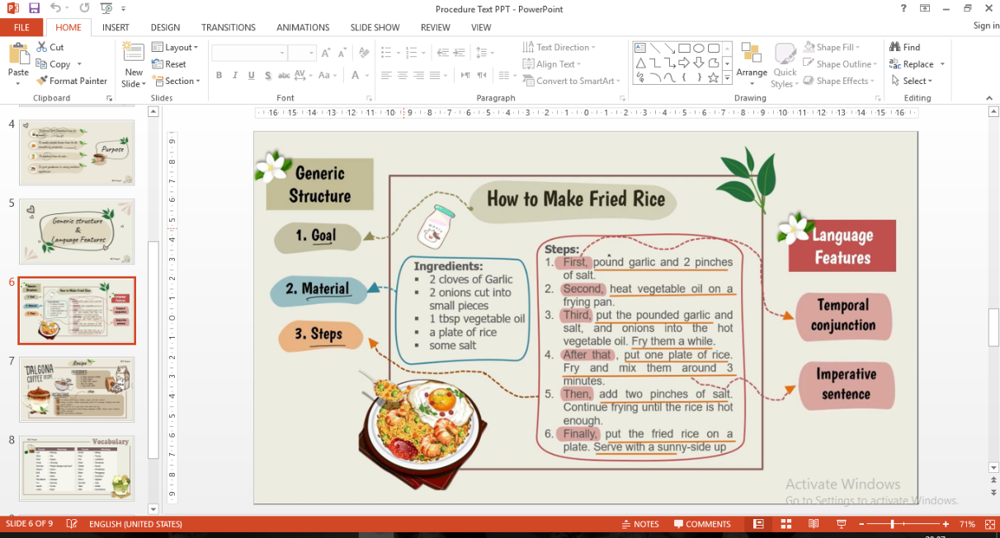 Procedure Text PPT - PowerPoint
Sign in
FILE HOME INSERT DESIGN TRANSITIONS ANIMATIONS SLIDE SHOW REVIEW VIEW
Paste
Cut
Copy
Format Painter
Clipboard
New
Slide
Layout
Reset
Section
Slides
Font
Text Direction
Align Text
Convert to SmartArt
Paragraph
Arrange
Quick
Styles
Shape Fill
Shape Outline
Shape Effects
Drawing
Find
Replace
Select
Editing
4
Purpose
5
Generic structure
&
Language Features
6
7
DALGONA
COFFEE
Recipe
8
Vocabulary
Generic
Structure
1. Goal
2. Material
3. Steps
How to Make Fried Rice
Ingredients:
2 cloves of Garlic
2 onions cut into
small pieces
1 tbsp vegetable oil
a plate of rice
some salt
Steps:
1. First, pound garlic and 2 pinches
of salt.
2. Second, heat vegetable oil on a
frying pan.
3. Third, put the pounded garlic and
salt, and onions into the hot
vegetable oil. Fry them a while.
4. After that , put one plate of rice.
Fry and mix them around 3
minutes.
5. Then, add two pinches of salt.
Continue frying until the rice is hot
enough.
6. Finally, put the fried rice on a
plate. Serve with a sunny-side up
Language
Features
Temporal
conjunction
Imperative
sentence
Activate Windows
Go to Settings to activate Windows.
SLIDE 6 OF 9
ENGLISH (UNITED STATES)
NOTES
COMMENTS
71%